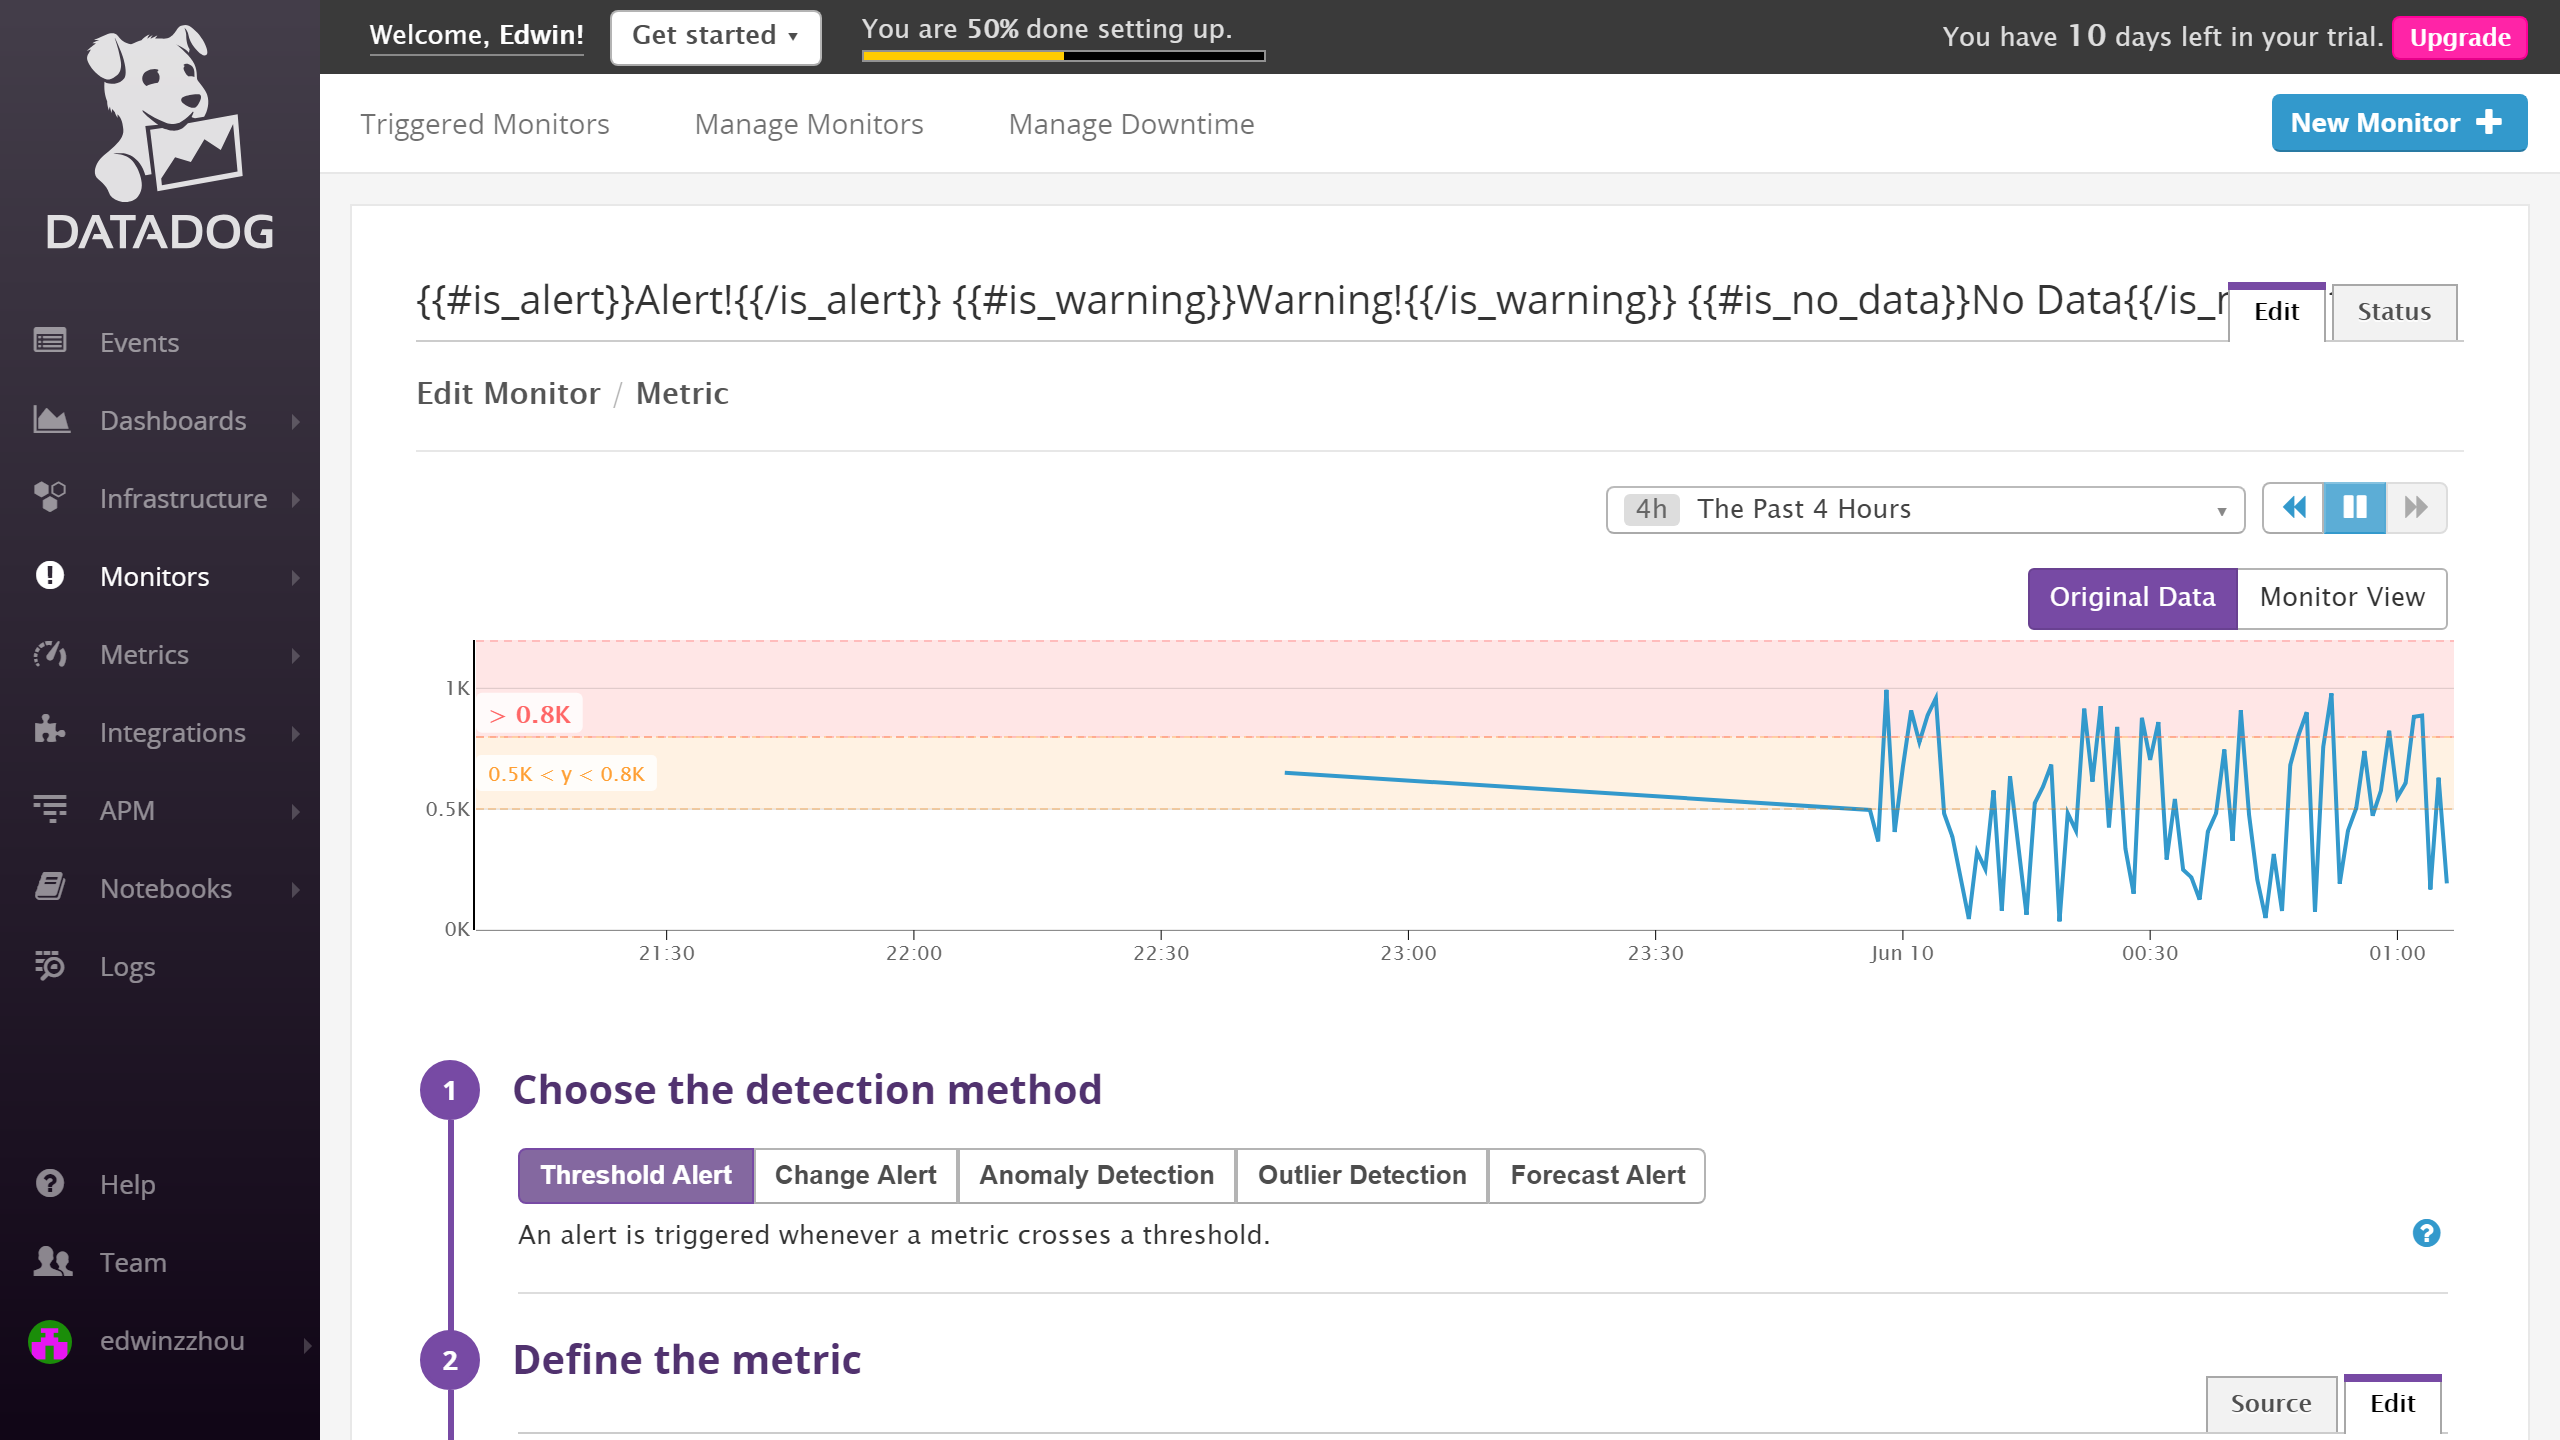 DATADOG
Events
Dashboards
Infrastructure
Monitors
Metrics
Integrations
APM
Notebooks
Logs
Help
Team
edwinzzhou
Welcome, Edwin!
Get started
You are 50% done setting up.
You have 10 days left in your trial.
Upgrade
Triggered Monitors
Manage Monitors
Manage Downtime
New Monitor
{{#is_alert}}Alert!{{/is_alert}} {{#is_warning}}Warning!{{/is_warning}} {{#is_no_data}}No Data{{/is_
Edit
Status
Edit Monitor / Metric
4h The Past 4 Hours
Original Data
Monitor View
1K
> 0.8K
0.5K < y < 0.8K
0.5K
0K
21:30
22:00
22:30
23:00
23:30
Jun 10
00:30
01:00
1
Choose the detection method
Threshold Alert
Change Alert
Anomaly Detection
Outlier Detection
Forecast Alert
An alert is triggered whenever a metric crosses a threshold.
?
2
Define the metric
Source
Edit